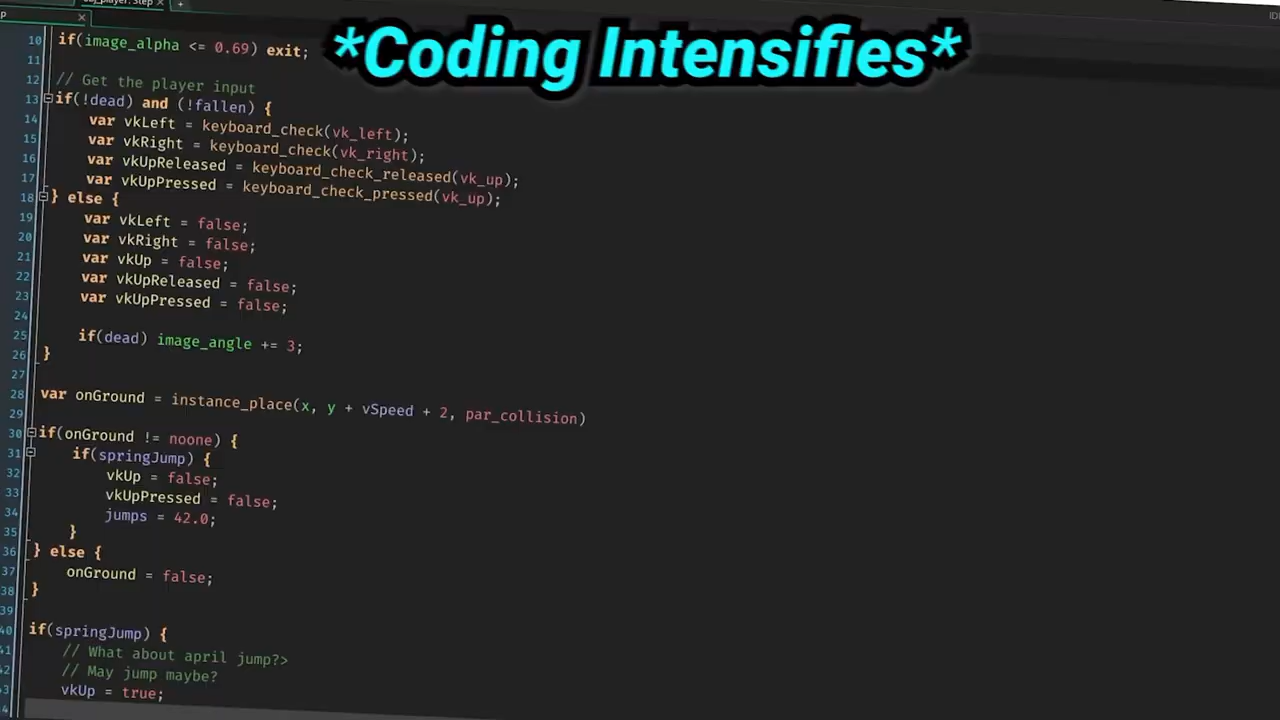 obj_player: Step
*Coding Intensifies*
10 if(image_alpha <= 0.69) exit;
11
12 // Get the player input
13 if(!dead) and (!fallen) {
14 var vkLeft = keyboard_check(vk_left);
15 var vkRight = keyboard_check(vk_right);
16 var vkUpReleased = keyboard_check_released(vk_up);
17 var vkUpPressed = keyboard_check_pressed(vk_up);
18 } else {
19 var vkLeft = false;
20 var vkRight = false;
21 var vkUp = false;
22 var vkUpReleased = false;
23 var vkUpPressed = false;
24
25 if(dead) image_angle += 3;
26 }
27
28 var onGround = instance_place(x, y + vSpeed + 2, par_collision)
29
30 if(onGround != noone) {
31 if(springJump) {
32 vkUp = false;
33 vkUpPressed = false;
34 jumps = 42.0;
35 }
36 } else {
37 onGround = false;
38 }
39
40 if(springJump) {
41 // What about april jump?>
42 // May jump maybe?
43 vkUp = true;